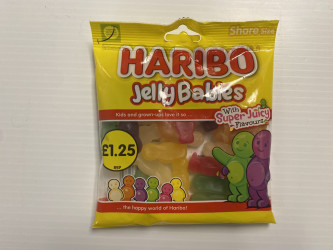 Share Size
HARIBO
Jelly Babies
Kids and grown-ups love it so...
With
Super Juicy
Flavours
£1.25
RRP
... the happy world of Haribo!